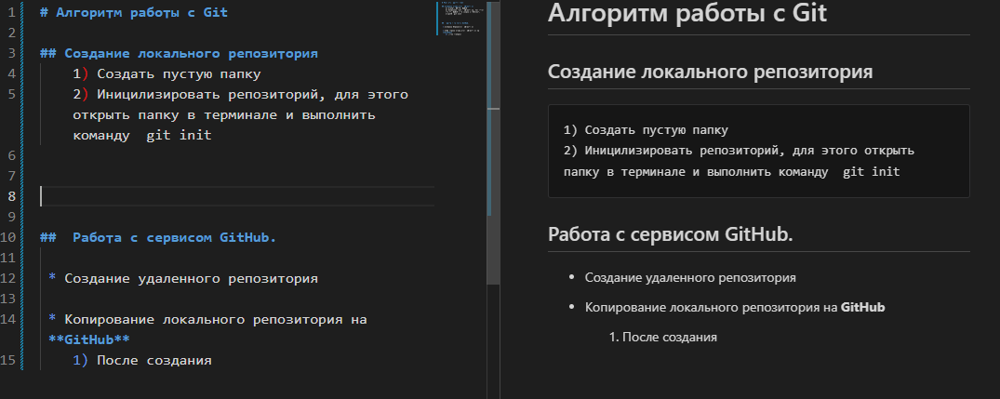 1 # Алгоритм работы с Git
2
3 ## Создание локального репозитория
4 1) Создать пустую папку
5 2) Иницилизировать репозиторий, для этого
открыть папку в терминале и выполнить
команду  git init
6
7
8
9
10 ##  Работа с сервисом GitHub.
11
12 * Создание удаленного репозитория
13
14 * Копирование локального репозитория на
**GitHub**
15 1) После создания
Алгоритм работы с Git
Создание локального репозитория
1) Создать пустую папку
2) Иницилизировать репозиторий, для этого открыть
папку в терминале и выполнить команду  git init
Работа с сервисом GitHub.
• Создание удаленного репозитория
• Копирование локального репозитория на GitHub
1. После создания